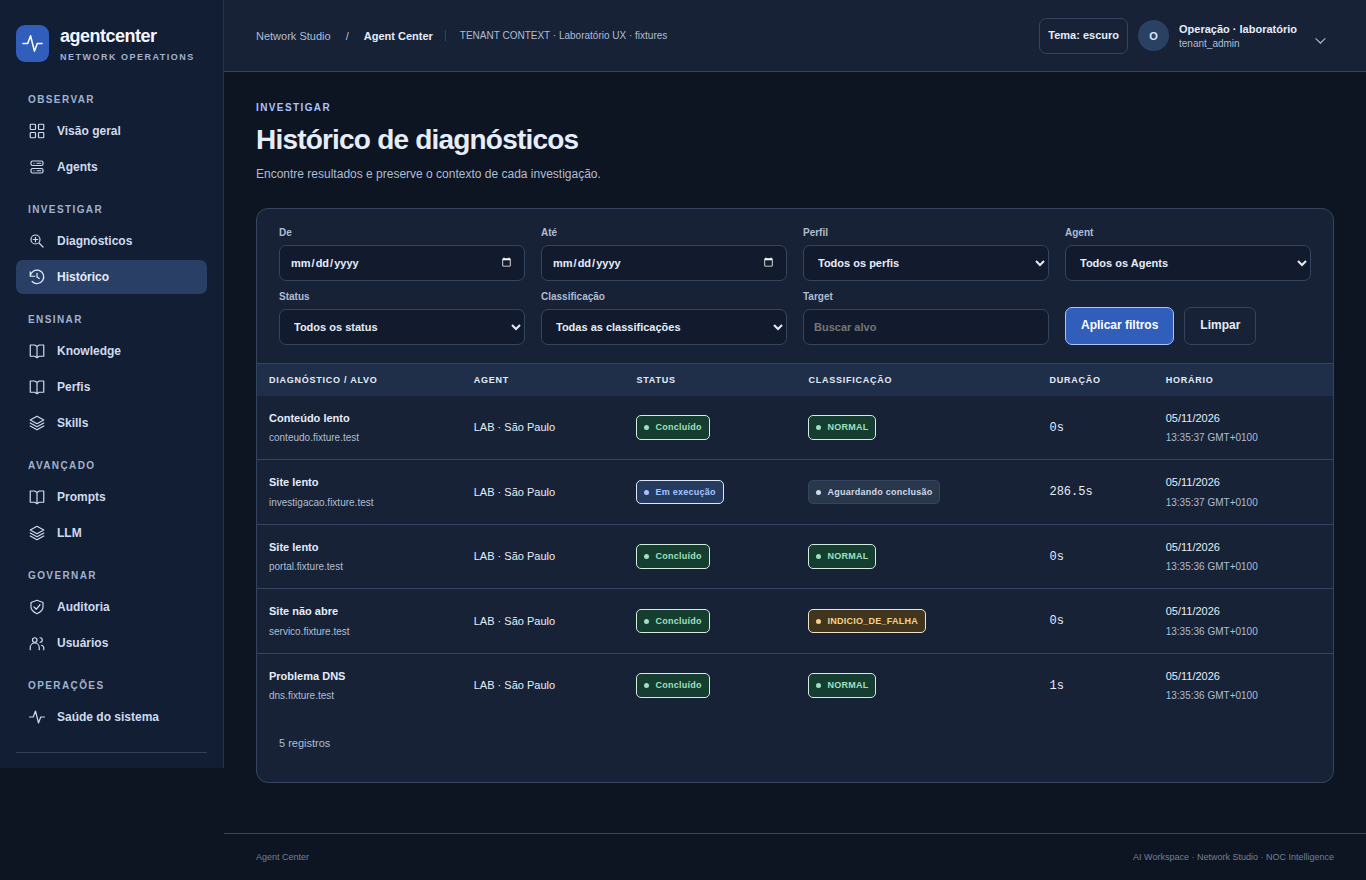 agentcenter
NETWORK OPERATIONS
OBSERVAR
Visão geral
Agents
INVESTIGAR
Diagnósticos
Histórico
ENSINAR
Knowledge
Perfis
Skills
AVANÇADO
Prompts
LLM
GOVERNAR
Auditoria
Usuários
OPERAÇÕES
Saúde do sistema
Network Studio / Agent Center TENANT CONTEXT · Laboratório UX · fixtures
Tema: escuro
O
Operação · laboratório
tenant_admin
INVESTIGAR
Histórico de diagnósticos
Encontre resultados e preserve o contexto de cada investigação.
De Até Perfil Agent
mm/dd/yyyy mm/dd/yyyy Todos os perfis Todos os Agents
Status Classificação Target
Todos os status Todas as classificações Buscar alvo Aplicar filtros Limpar
DIAGNÓSTICO / ALVO AGENT STATUS CLASSIFICAÇÃO DURAÇÃO HORÁRIO
Conteúdo lento
conteudo.fixture.test
LAB · São Paulo Concluído NORMAL 0s
05/11/2026
13:35:37 GMT+0100
Site lento
investigacao.fixture.test
LAB · São Paulo Em execução Aguardando conclusão 286.5s
05/11/2026
13:35:37 GMT+0100
Site lento
portal.fixture.test
LAB · São Paulo Concluído NORMAL 0s
05/11/2026
13:35:36 GMT+0100
Site não abre
servico.fixture.test
LAB · São Paulo Concluído INDICIO_DE_FALHA 0s
05/11/2026
13:35:36 GMT+0100
Problema DNS
dns.fixture.test
LAB · São Paulo Concluído NORMAL 1s
05/11/2026
13:35:36 GMT+0100
5 registros
Agent Center
AI Workspace · Network Studio · NOC Intelligence